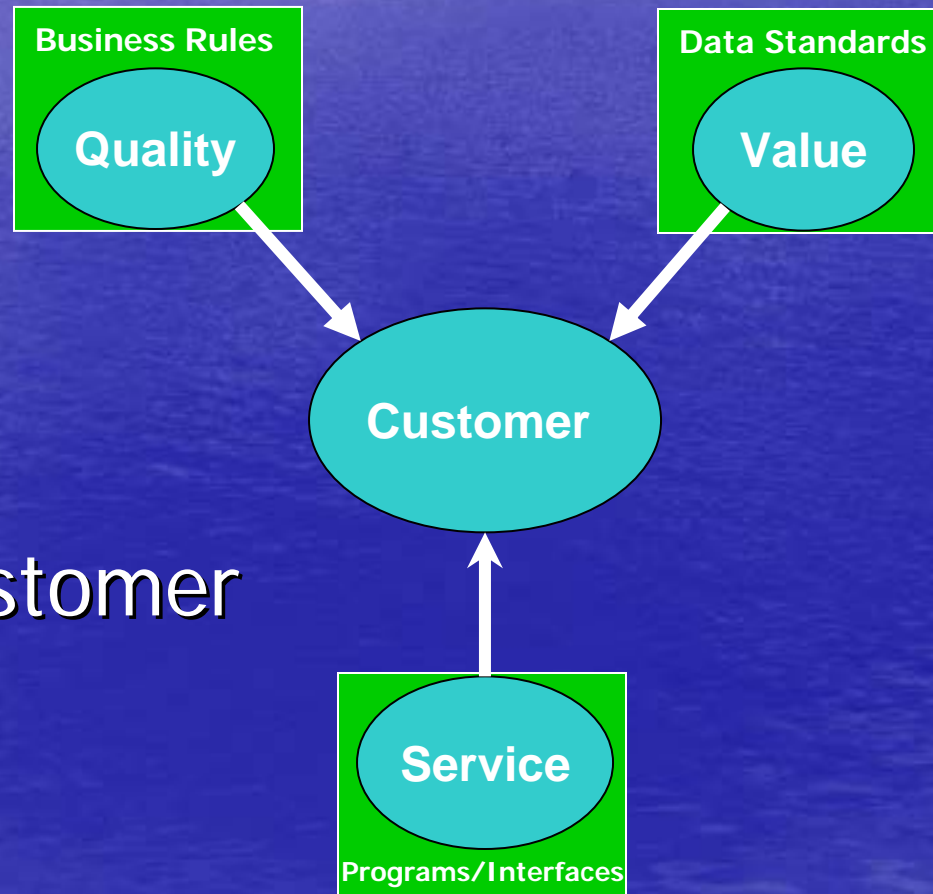 Business Rules
Data Standards
Quality
Value
Customer
stomer
Service
Programs/Interfaces